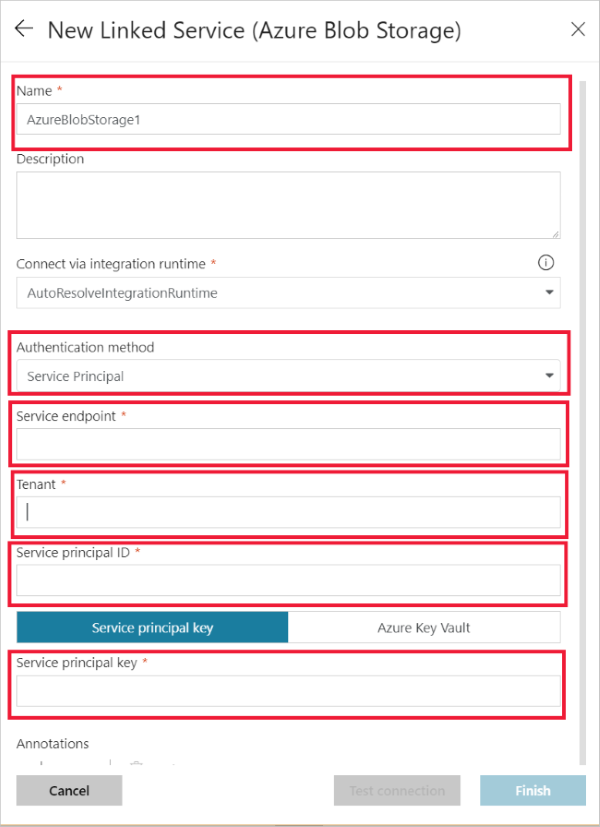 New Linked Service (Azure Blob Storage)
Name *
AzureBlobStorage1
Description
Connect via integration runtime *
AutoResolveIntegrationRuntime
Authentication method
Service Principal
Service endpoint *
Tenant *
Service principal ID *
Service principal key Azure Key Vault
Service principal key *
Annotations
Cancel Test connection Finish